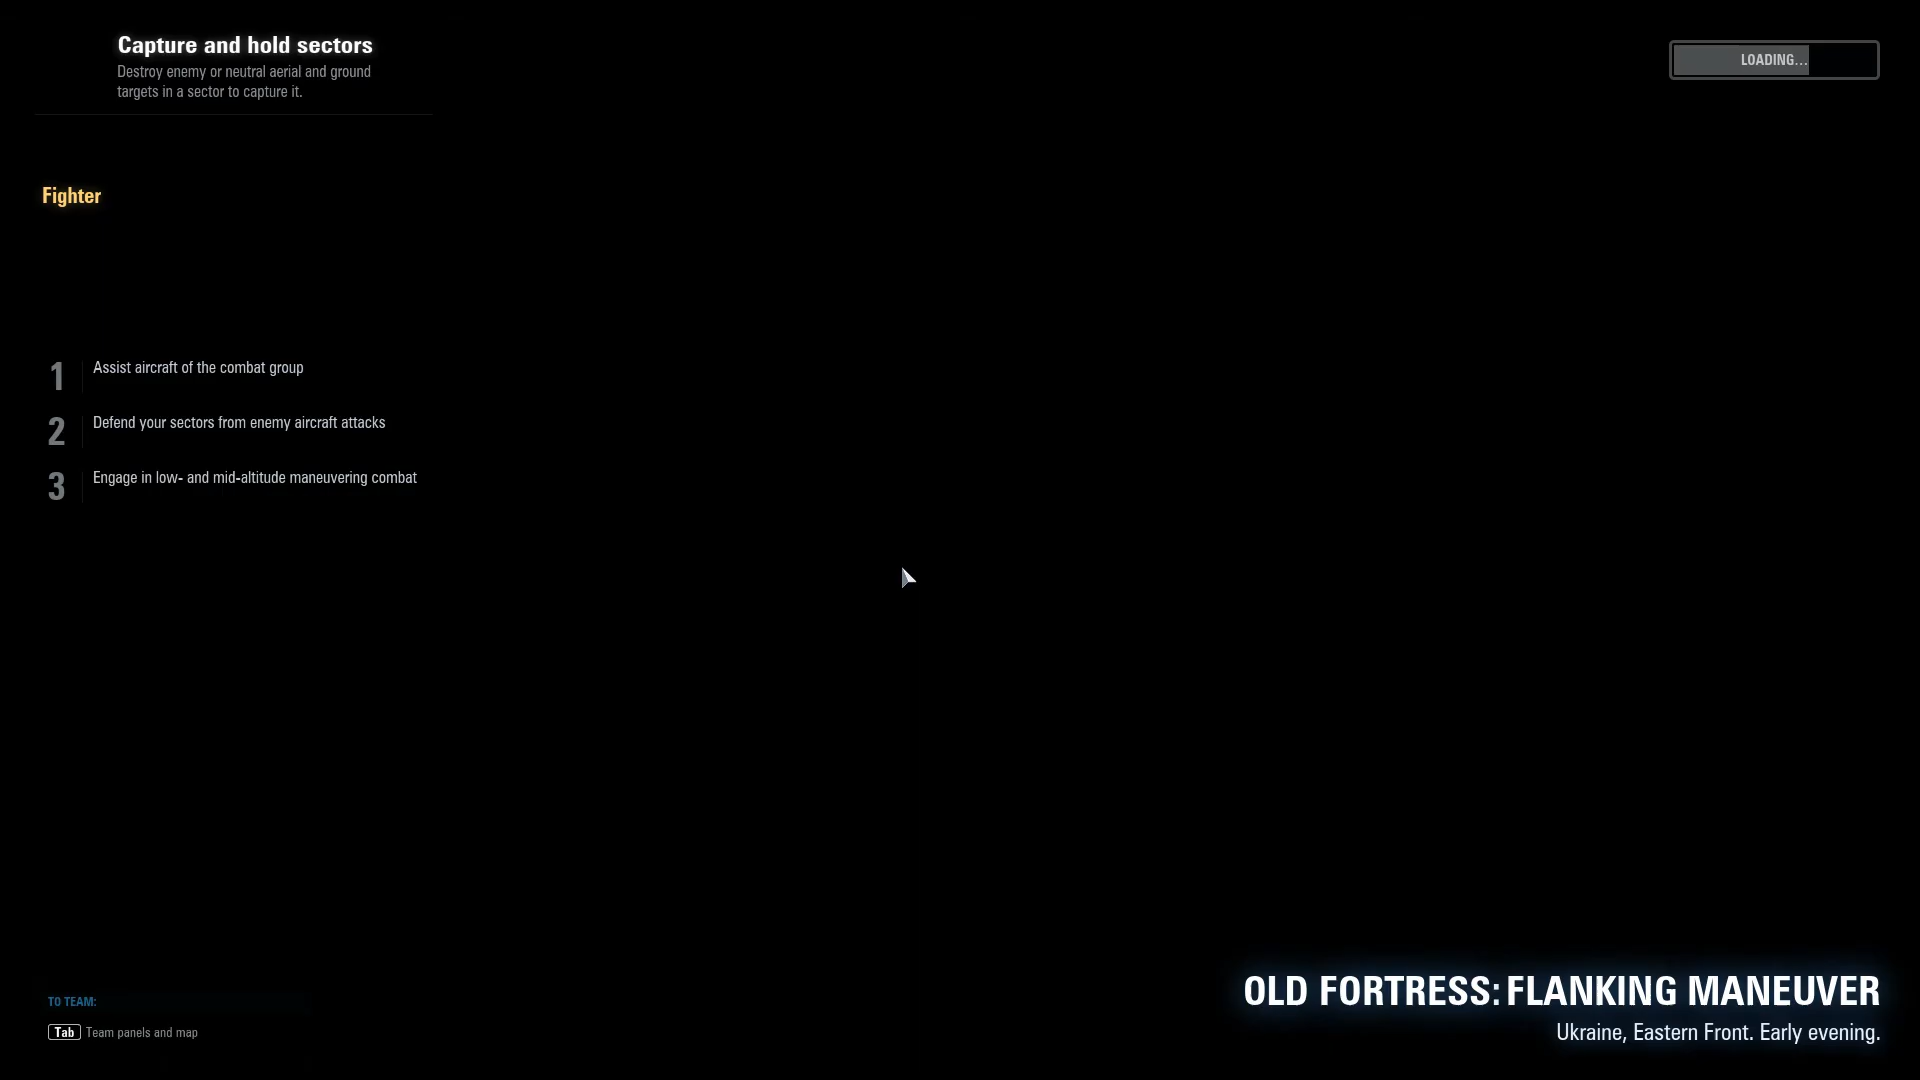 Capture and hold sectors
Destroy enemy or neutral aerial and ground
targets in a sector to capture it.
LOADING...
Fighter
1 Assist aircraft of the combat group
2 Defend your sectors from enemy aircraft attacks
3 Engage in low- and mid-altitude maneuvering combat
TO TEAM:
Tab Team panels and map
OLD FORTRESS: FLANKING MANEUVER
Ukraine, Eastern Front. Early evening.